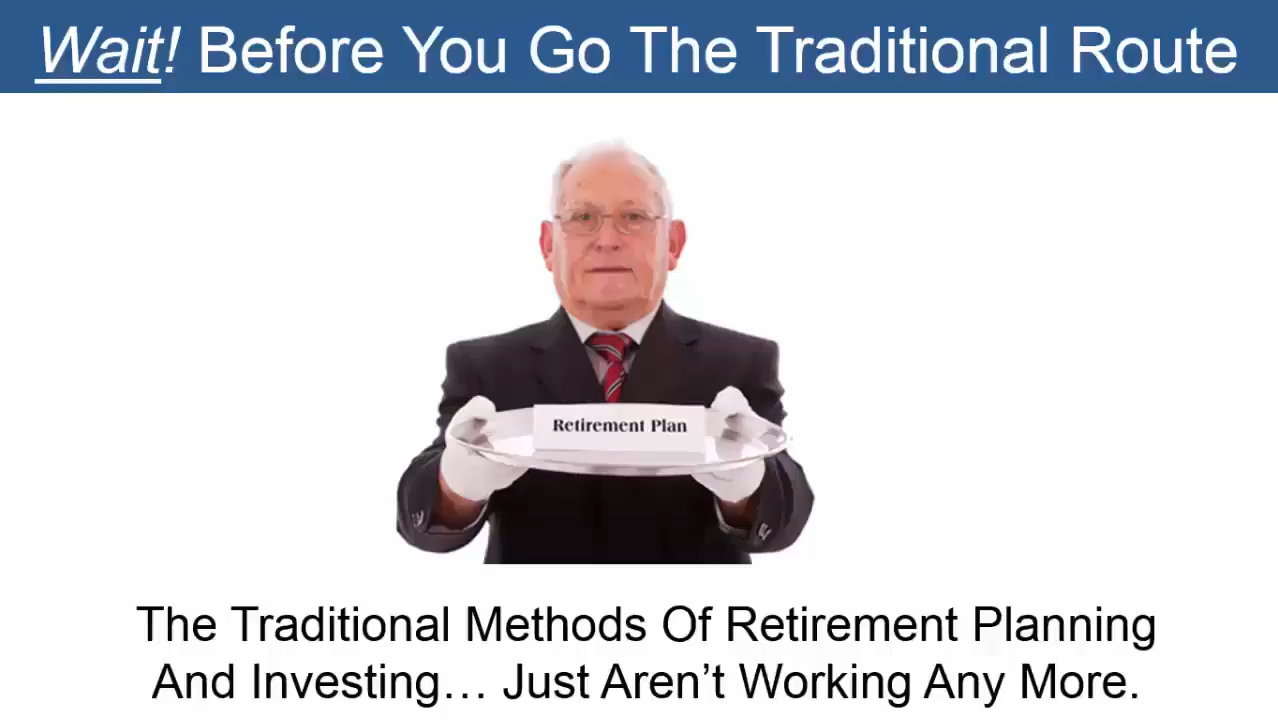 Wait! Before You Go The Traditional Route
Retirement Plan
The Traditional Methods Of Retirement Planning
And Investing… Just Aren’t Working Any More.